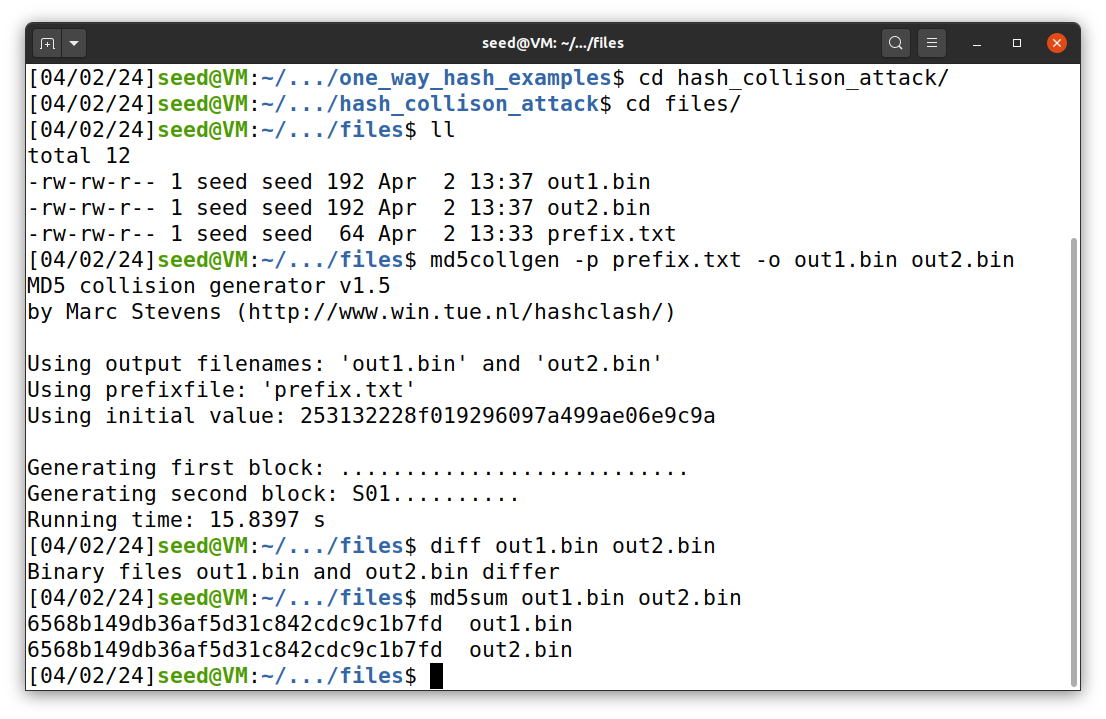 seed@VM: ~/.../files
[04/02/24]seed@VM:~/.../one_way_hash_examples$ cd hash_collison_attack/
[04/02/24]seed@VM:~/.../hash_collison_attack$ cd files/
[04/02/24]seed@VM:~/.../files$ ll
total 12
-rw-rw-r-- 1 seed seed 192 Apr  2 13:37 out1.bin
-rw-rw-r-- 1 seed seed 192 Apr  2 13:37 out2.bin
-rw-rw-r-- 1 seed seed  64 Apr  2 13:33 prefix.txt
[04/02/24]seed@VM:~/.../files$ md5collgen -p prefix.txt -o out1.bin out2.bin
MD5 collision generator v1.5
by Marc Stevens (http://www.win.tue.nl/hashclash/)
Using output filenames: 'out1.bin' and 'out2.bin'
Using prefixfile: 'prefix.txt'
Using initial value: 253132228f019296097a499ae06e9c9a
Generating first block: ...........................
Generating second block: S01..........
Running time: 15.8397 s
[04/02/24]seed@VM:~/.../files$ diff out1.bin out2.bin
Binary files out1.bin and out2.bin differ
[04/02/24]seed@VM:~/.../files$ md5sum out1.bin out2.bin
6568b149db36af5d31c842cdc9c1b7fd  out1.bin
6568b149db36af5d31c842cdc9c1b7fd  out2.bin
[04/02/24]seed@VM:~/.../files$